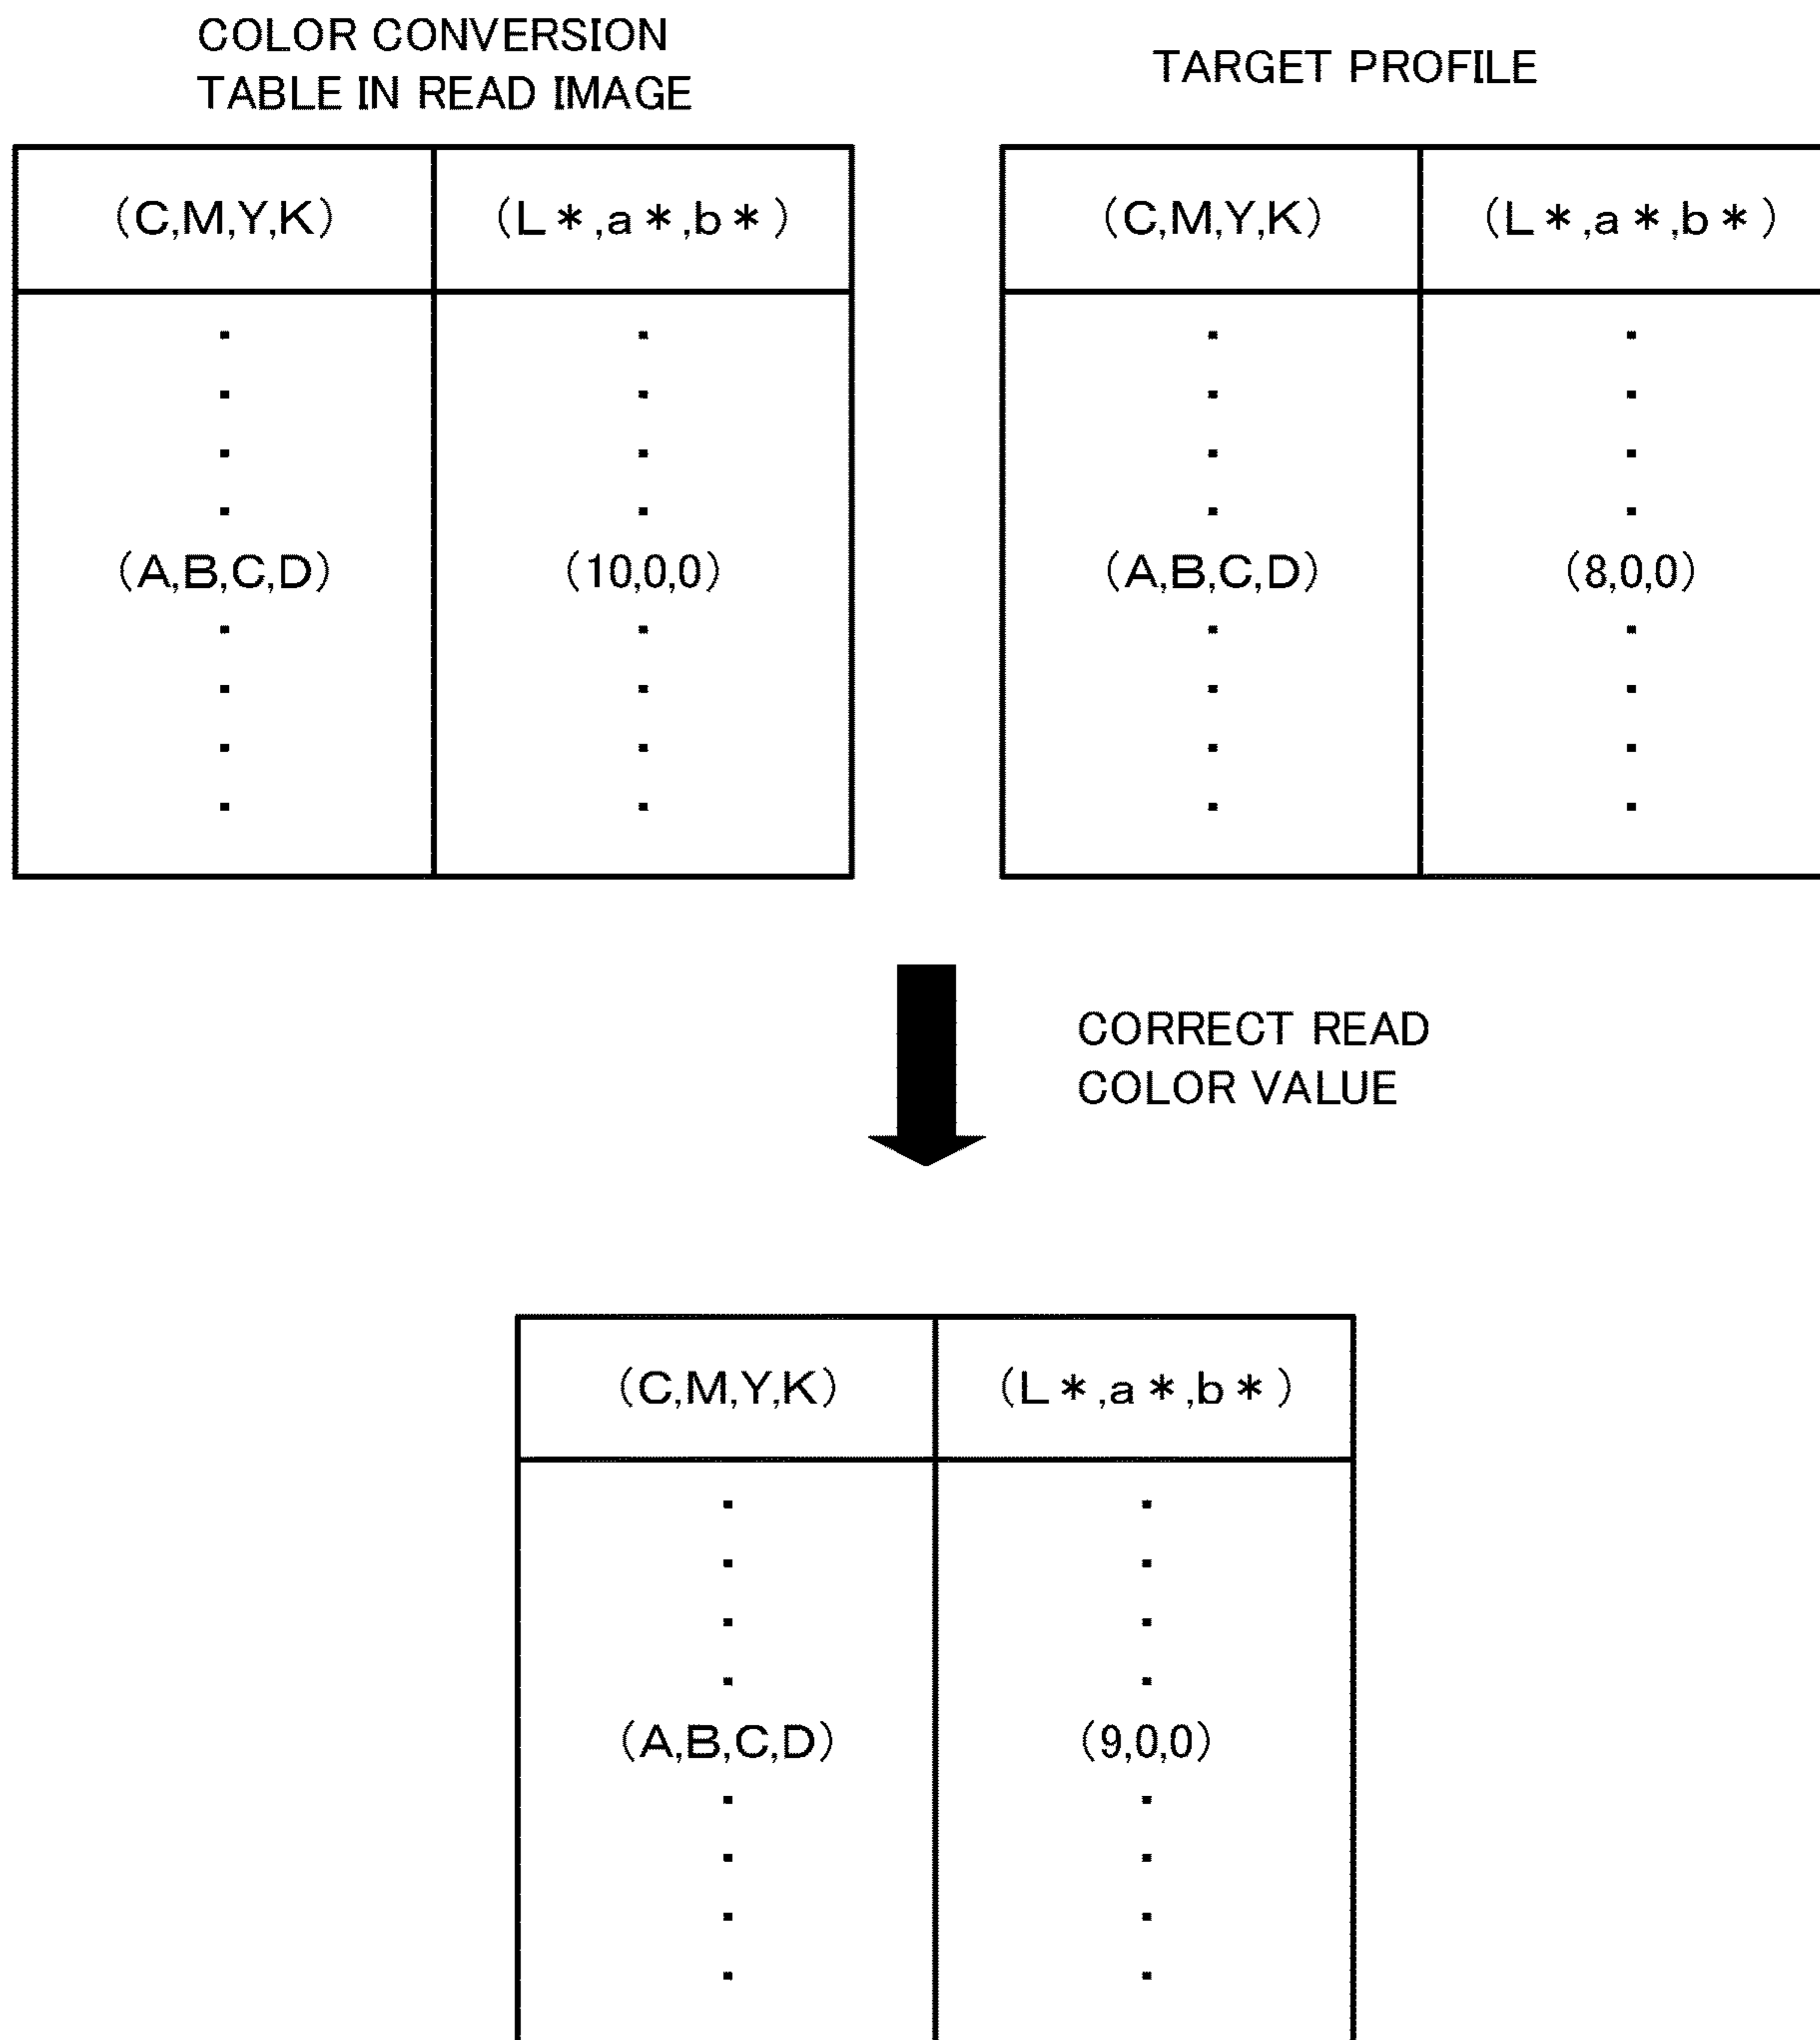 COLOR CONVERSION
TABLE IN READ IMAGE
TARGET PROFILE
(C,M,Y,K) (L*,a*,b*)
(A,B,C,D) (10,0,0)
(C,M,Y,K) (L*,a*,b*)
(A,B,C,D) (8,0,0)
CORRECT READ
COLOR VALUE
(C,M,Y,K) (L*,a*,b*)
(A,B,C,D) (9,0,0)